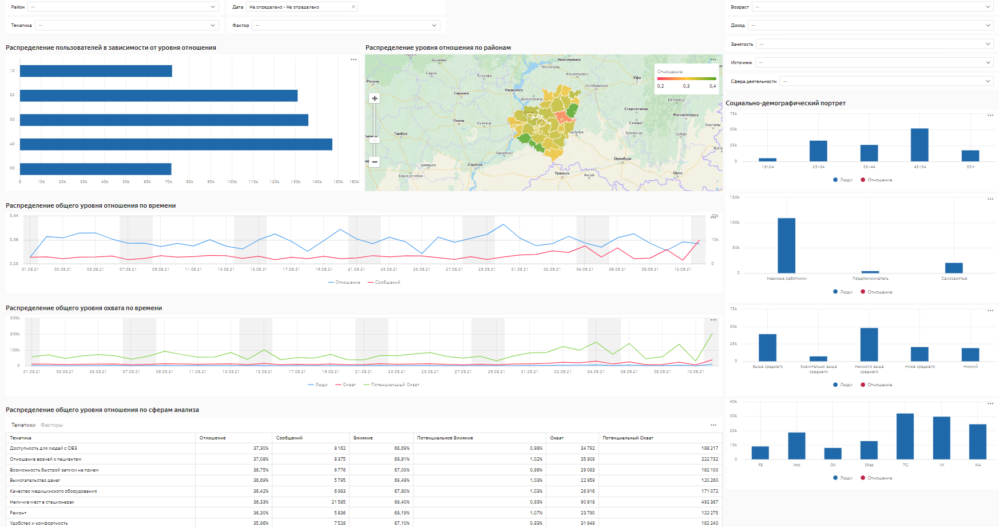 Район —
Дата Не определено - Не определено ×
Тематика —
Фактор —
Возраст —
Доход —
Занятость —
Источник —
Сфера деятельности —
Распределение пользователей в зависимости от уровня отношения
10
20
30
40
50
0 10k 20k 30k 40k 50k 60k 70k 80k 90k 100k 110k 120k 130k 140k 150k 160k
Распределение уровня отношения по районам
Отношение
0,2 0,3 0,4
Арзамас
Нижнекамск
Чистополь
Альметьевск
Саров
Алатырь
Уфа
Рязань
Октябрьский
Саранск
Ульяновск
Димитровгр
Белорецк
Стерлитамак
Магнитогорск
Пенза
Кузнецк
Салават
Карталы
Тамбов
Бузулук
Кумертау
Сибай
Липецк
Балаково
Оренбург
Балашов
Саратов
Борисоглебск
Уральск
Аксай
Орск
Распределение общего уровня отношения по времени
0,44 20k
0,36 10k
0,28 0
01.08.21 03.08.21 05.08.21 07.08.21 09.08.21 11.08.21 13.08.21 15.08.21 17.08.21 19.08.21 21.08.21 23.08.21 25.08.21 27.08.21 29.08.21 31.08.21 02.09.21 04.09.21 06.09.21 08.09.21 10.09.21
Отношение Сообщений
Распределение общего уровня охвата по времени
300k
200k
100k
0
01.08.21 03.08.21 05.08.21 07.08.21 09.08.21 11.08.21 13.08.21 15.08.21 17.08.21 19.08.21 21.08.21 23.08.21 25.08.21 27.08.21 29.08.21 31.08.21 02.09.21 04.09.21 06.09.21 08.09.21 10.09.21
Люди Охват Потенциальный Охват
Распределение общего уровня отношения по сферам анализа
Тематики Факторы
Тематика Отношение Сообщений Влияние Потенциальное Влияние Охват Потенциальный Охват
Доступность для людей с ОВЗ 37,30% 8 162 66,69% 0,98% 34 792 188 217
Отношение врачей к пациентам 37,08% 8 375 68,81% 1,02% 35 909 222 732
Возможность быстрой записи на прием 36,75% 6 776 67,00% 0,99% 29 093 162 100
Вымогательство денег 36,69% 5 795 69,49% 1,03% 22 959 120 260
Качество медицинского оборудования 36,42% 6 983 67,80% 1,03% 26 916 171 072
Наличие мест в стационарах 36,33% 21 585 68,40% 0,93% 90 818 492 367
Ремонт 36,30% 5 836 68,19% 1,07% 23 790 122 275
Удобство и комфортность 35,96% 7 528 67,10% 0,93% 31 949 162 240
Социально-демографический портрет
75k
50k
25k
0
18-24 25-34 35-44 45-54 55+
Люди Отношение
150k
100k
50k
0
Наемные работники Предприниматель Самозанятые
Люди Отношение
75k
50k
25k
0
Выше среднего Значительно выше среднего Немного выше среднего Ниже среднего Низкий
Люди Отношение
40k
30k
20k
10k
0
FB Inst OK Sites TG VK WA
Люди Отношение